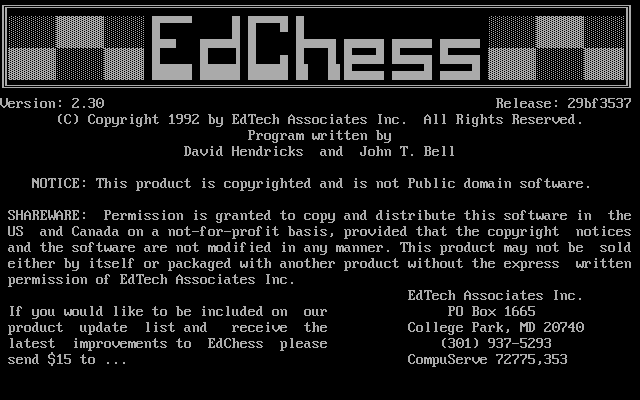 EdChess
Version: 2.30 Release: 29bf3537
(C) Copyright 1992 by EdTech Associates Inc. All Rights Reserved.
Program written by
David Hendricks and John T. Bell
NOTICE: This product is copyrighted and is not Public domain software.
SHAREWARE: Permission is granted to copy and distribute this software in the
US and Canada on a not-for-profit basis, provided that the copyright notices
and the software are not modified in any manner. This product may not be sold
either by itself or packaged with another product without the express written
permission of EdTech Associates Inc.
If you would like to be included on our
product update list and receive the
latest improvements to EdChess please
send $15 to ...
EdTech Associates Inc.
PO Box 1665
College Park, MD 20740
(301) 937-5293
CompuServe 72775,353